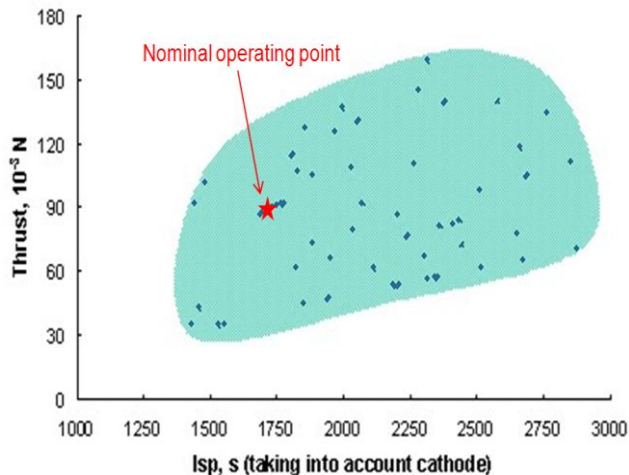 180
Nominal operating point
150
120
90
60
30
0
Thrust, 10⁻³ N
1000 1250 1500 1750 2000 2250 2500 2750 3000
Isp, s (taking into account cathode)